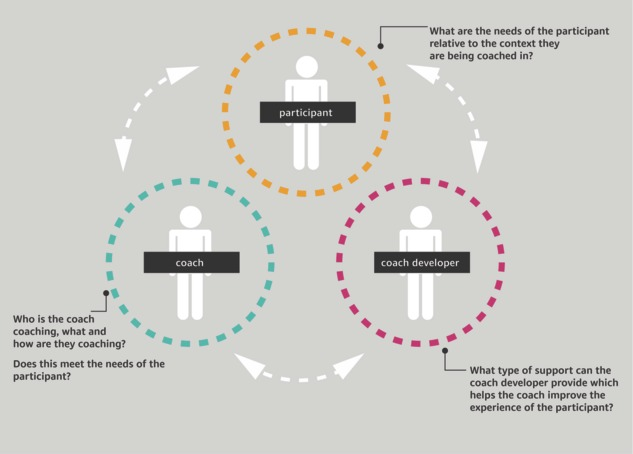 What are the needs of the participant
relative to the context they
are being coached in?
participant
coach
coach developer
Who is the coach
coaching, what and
how are they coaching?
Does this meet the needs of the
participant?
What type of support can the
coach developer provide which
helps the coach improve the
experience of the participant?